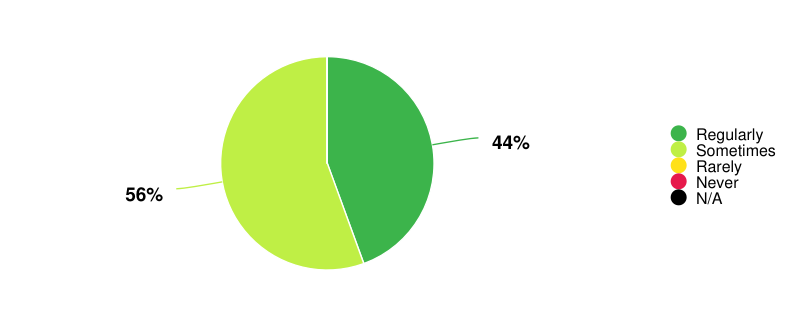 44%
56%
Regularly
Sometimes
Rarely
Never
N/A